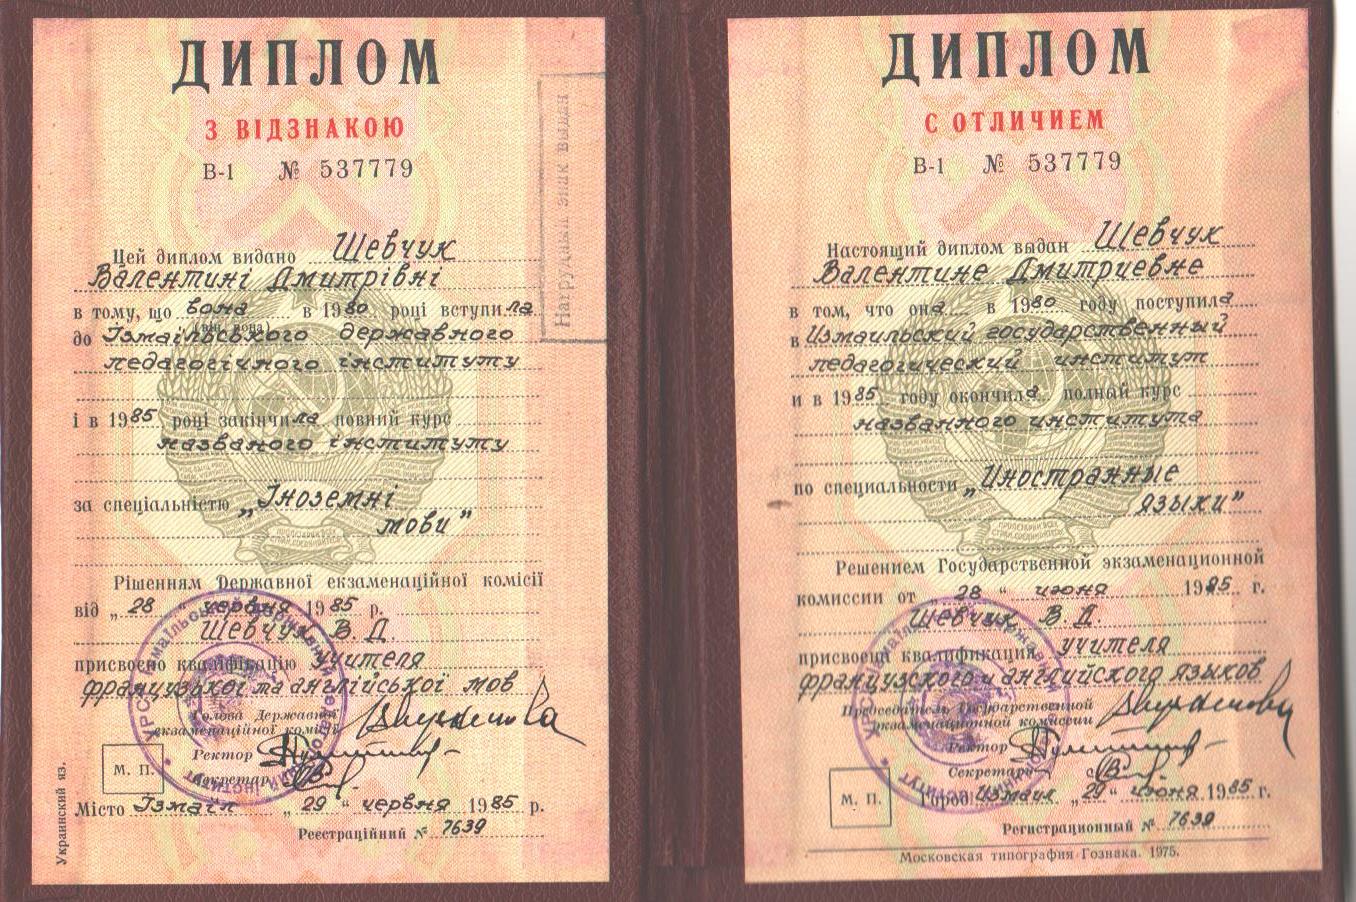 ДИПЛОМ
З ВІДЗНАКОЮ
В-1 № 537779
Нагрудный знак выдан
Цей диплом видано Шевчук
Валентині Дмитрівні
в тому, що вона в 1980 році вступила
(він, вона)
до Ізмаїльського державного
педагогічного інституту
і в 1985 році закінчила повний курс
названого інституту
за спеціальністю „Іноземні
мови"
Рішенням Державної екзаменаційної комісії
від „28" червня 1985 р.
Шевчук В. Д.
присвоєно кваліфікацію учителя
французької та англійської мов
Голова Державної
екзаменаційної комісії
Ректор
Секретар
М. П.
Місто Ізмаїл „29" червня 1985 р.
Реєстраційний № 7639
Украинский яз.
ДИПЛОМ
С ОТЛИЧИЕМ
В-1 № 537779
Настоящий диплом выдан Шевчук
Валентине Дмитриевне
в том, что она в 1980 году поступила
в Измаильский государственный
педагогический институт
и в 1985 году окончила полный курс
названного института
по специальности „Иностранные
языки"
Решением Государственной экзаменационной
комиссии от 28 " июня 1985 г.
Шевчук В. Д.
присвоена квалификация учителя
французского и английского языков
Председатель Государственной
экзаменационной комиссии
Ректор
Секретарь
М. П.
Город Измаил „29" июня 1985 г.
Регистрационный № 7639
Московская типография Гознака. 1975.